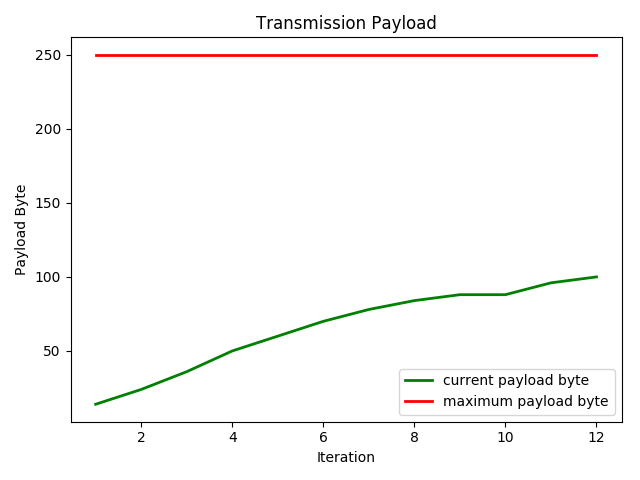 Transmission Payload
250
200
150
100
50
Payload Byte
current payload byte
maximum payload byte
2 4 6 8 10 12
Iteration